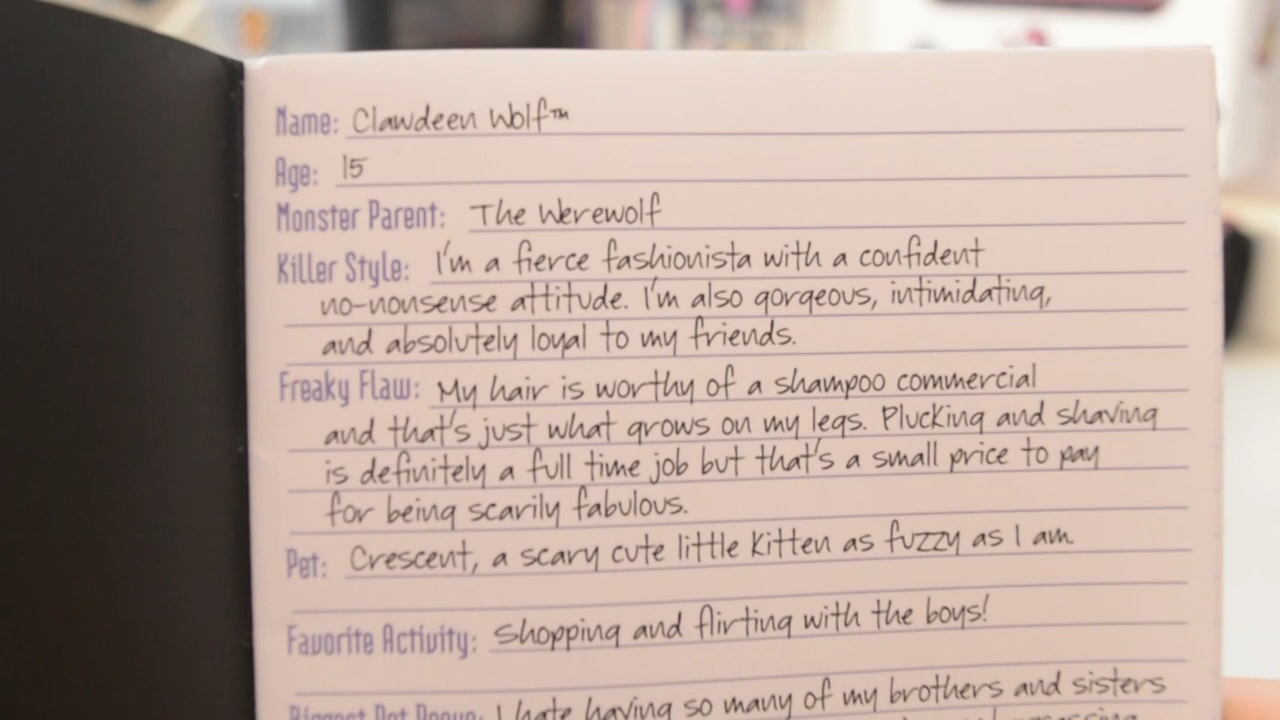 Name: Clawdeen Wolf™
Age: 15
Monster Parent: The Werewolf
Killer Style: I'm a fierce fashionista with a confident
no-nonsense attitude. I'm also gorgeous, intimidating,
and absolutely loyal to my friends.
Freaky Flaw: My hair is worthy of a shampoo commercial
and that's just what grows on my legs. Plucking and shaving
is definitely a full time job but that's a small price to pay
for being scarily fabulous.
Pet: Crescent, a scary cute little kitten as fuzzy as I am.
Favorite Activity: Shopping and flirting with the boys!
Biggest Pet Peeve: I hate having so many of my brothers and sisters